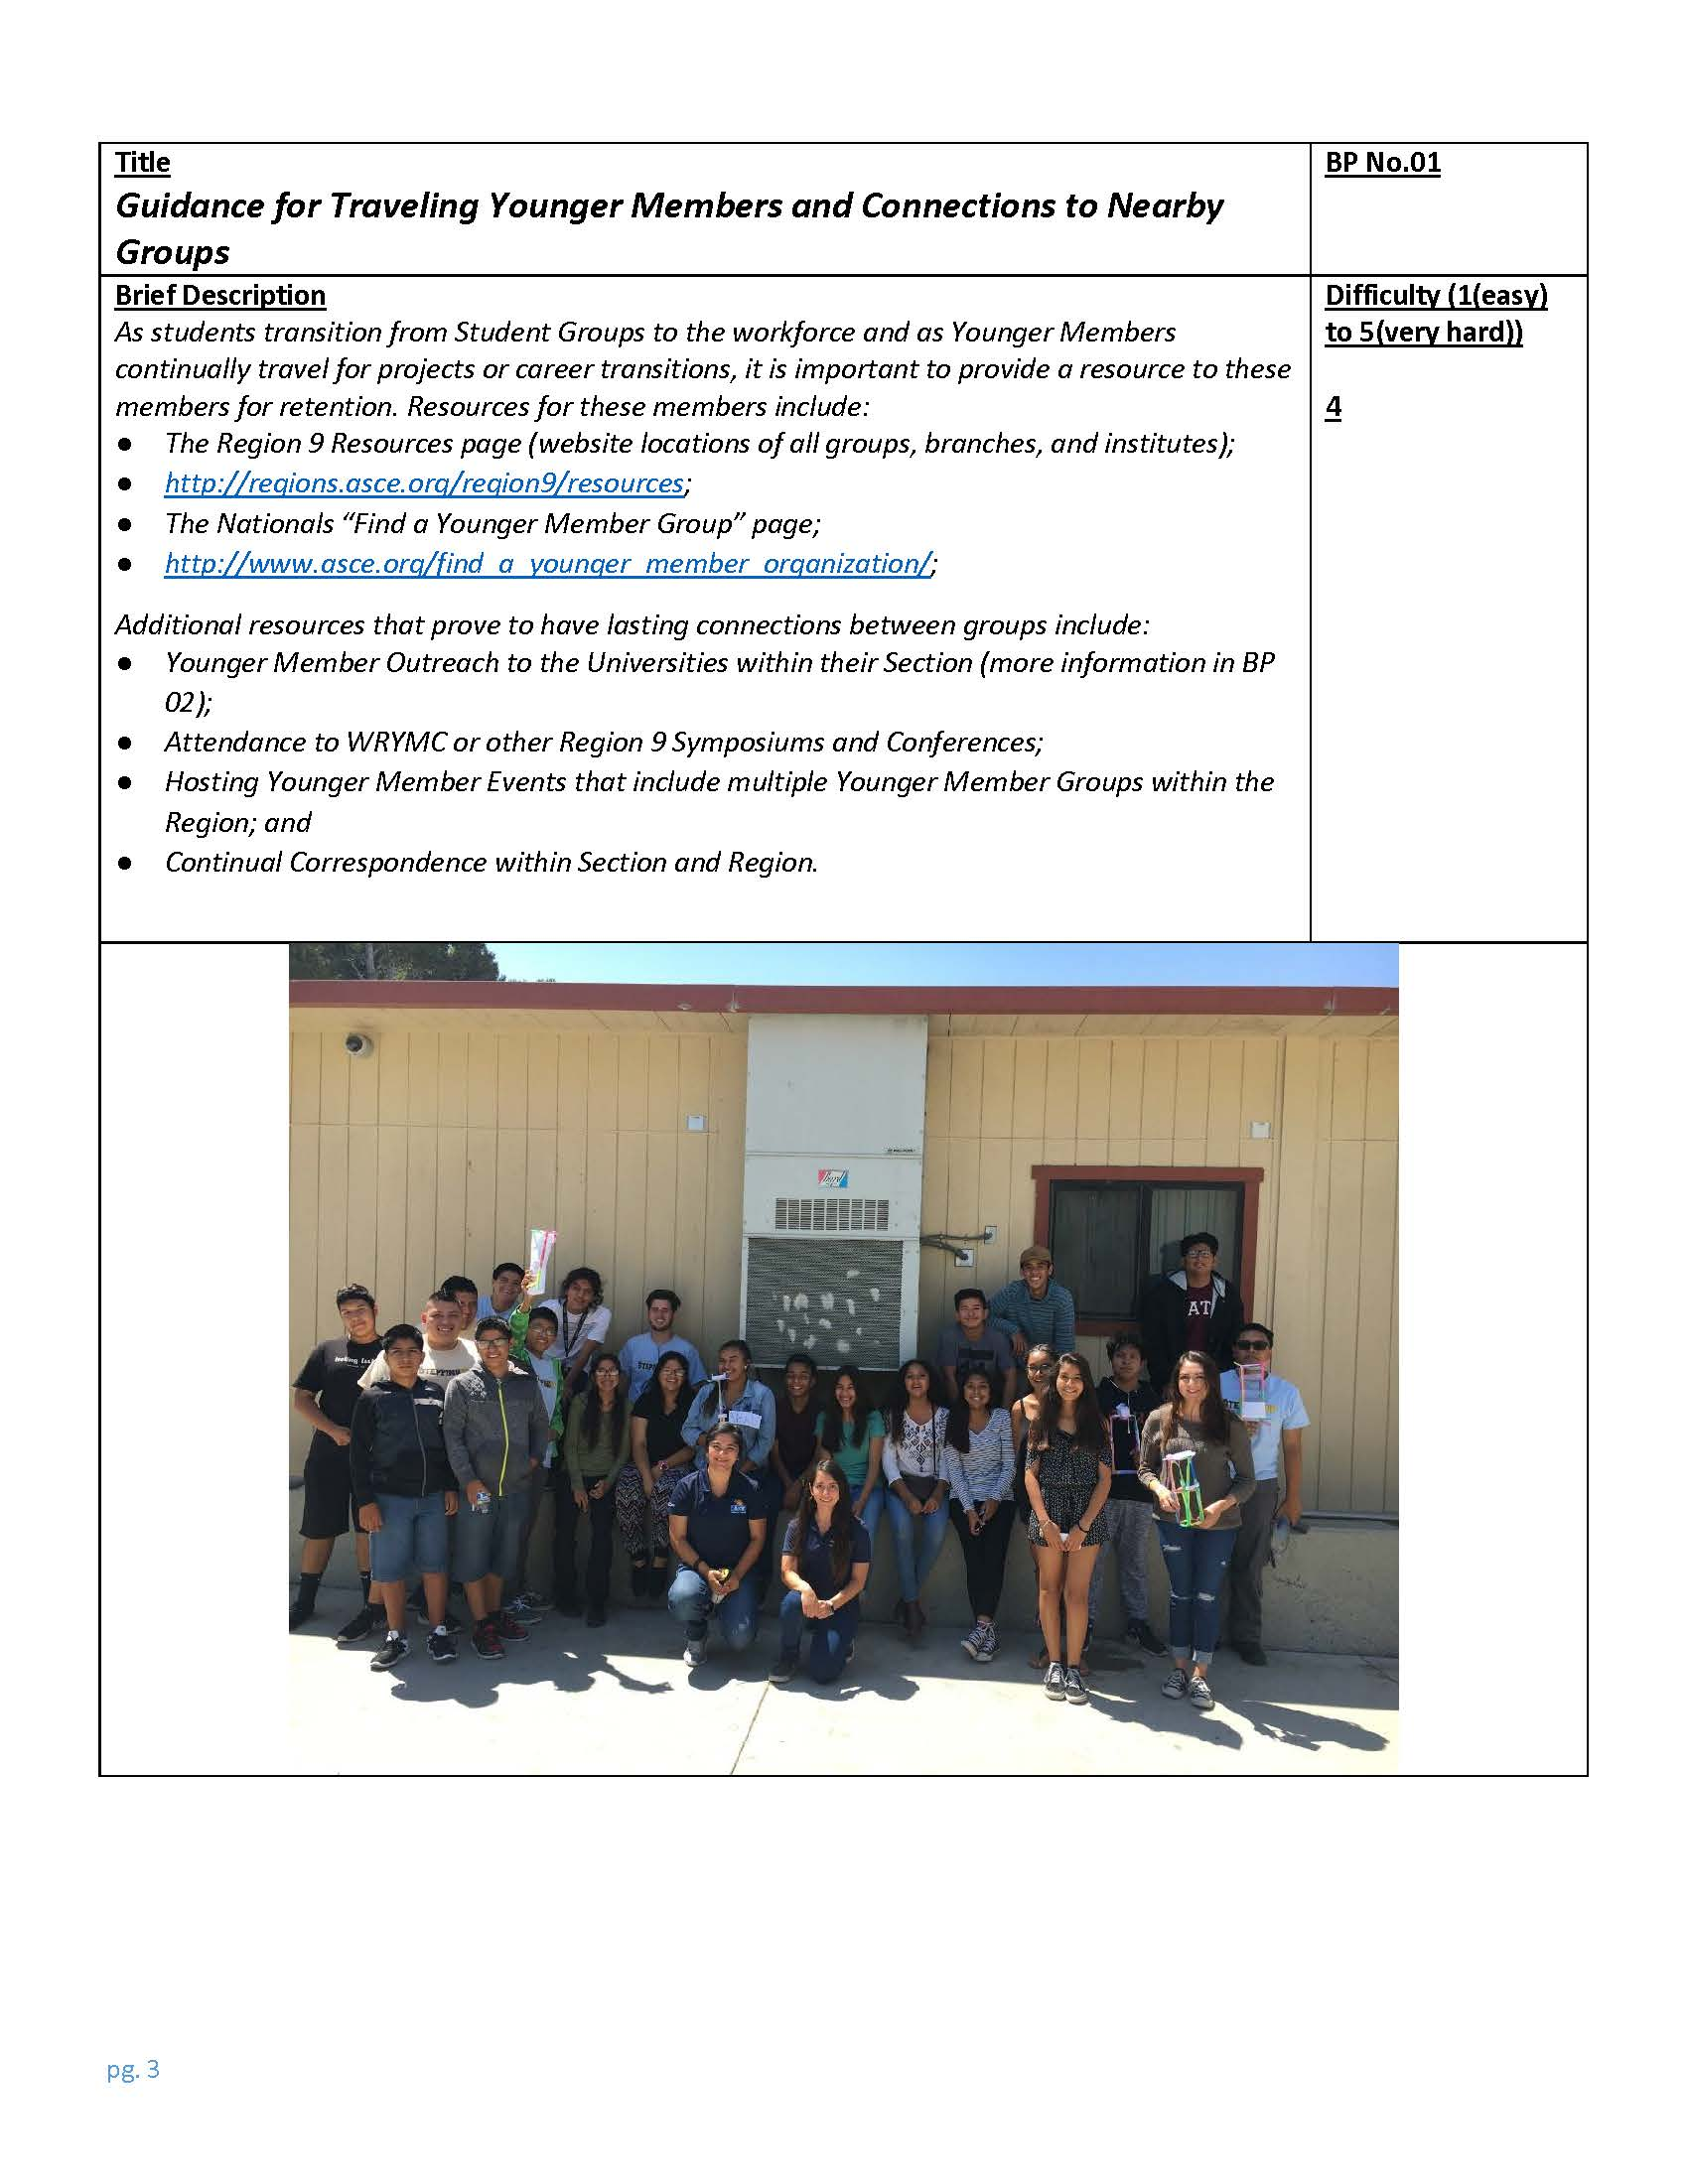 Title
Guidance for Traveling Younger Members and Connections to Nearby
Groups
BP No.01
Brief Description
As students transition from Student Groups to the workforce and as Younger Members
continually travel for projects or career transitions, it is important to provide a resource to these
members for retention. Resources for these members include:
● The Region 9 Resources page (website locations of all groups, branches, and institutes);
● http://regions.asce.org/region9/resources;
● The Nationals “Find a Younger Member Group” page;
● http://www.asce.org/find_a_younger_member_organization/;
Additional resources that prove to have lasting connections between groups include:
● Younger Member Outreach to the Universities within their Section (more information in BP
02);
● Attendance to WRYMC or other Region 9 Symposiums and Conferences;
● Hosting Younger Member Events that include multiple Younger Member Groups within the
Region; and
● Continual Correspondence within Section and Region.
Difficulty (1(easy)
to 5(very hard))
4
AT
pg. 3